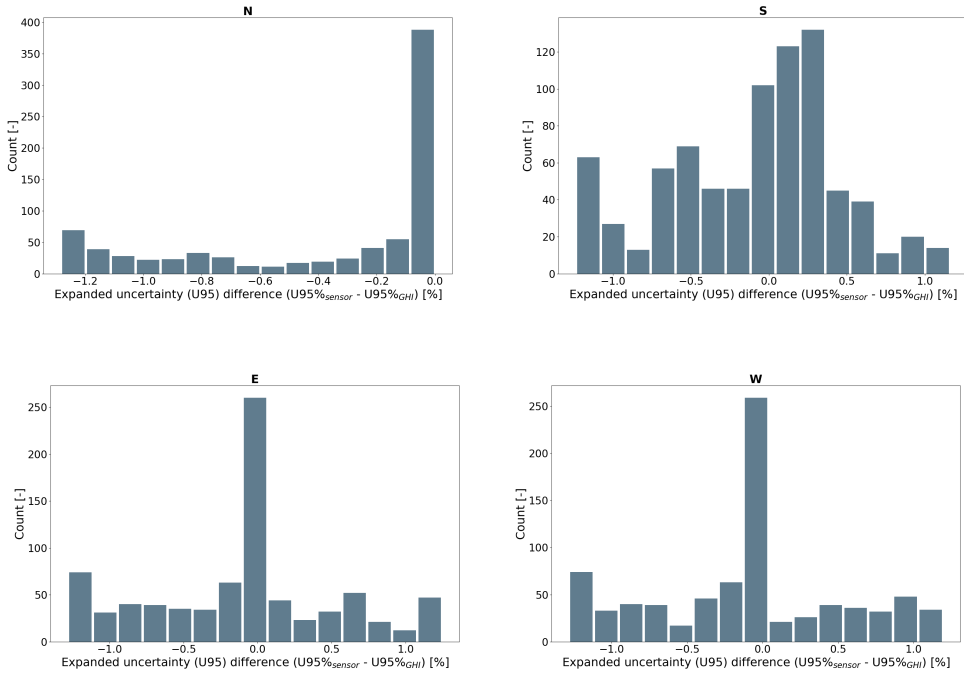 N
400
350
300
250
200
150
100
50
0
Count [-]
−1.2 −1.0 −0.8 −0.6 −0.4 −0.2 0.0
Expanded uncertainty (U95) difference (U95%sensor - U95%GHI) [%]
S
120
100
80
60
40
20
0
Count [-]
−1.0 −0.5 0.0 0.5 1.0
Expanded uncertainty (U95) difference (U95%sensor - U95%GHI) [%]
E
250
200
150
100
50
0
Count [-]
−1.0 −0.5 0.0 0.5 1.0
Expanded uncertainty (U95) difference (U95%sensor - U95%GHI) [%]
W
250
200
150
100
50
0
Count [-]
−1.0 −0.5 0.0 0.5 1.0
Expanded uncertainty (U95) difference (U95%sensor - U95%GHI) [%]